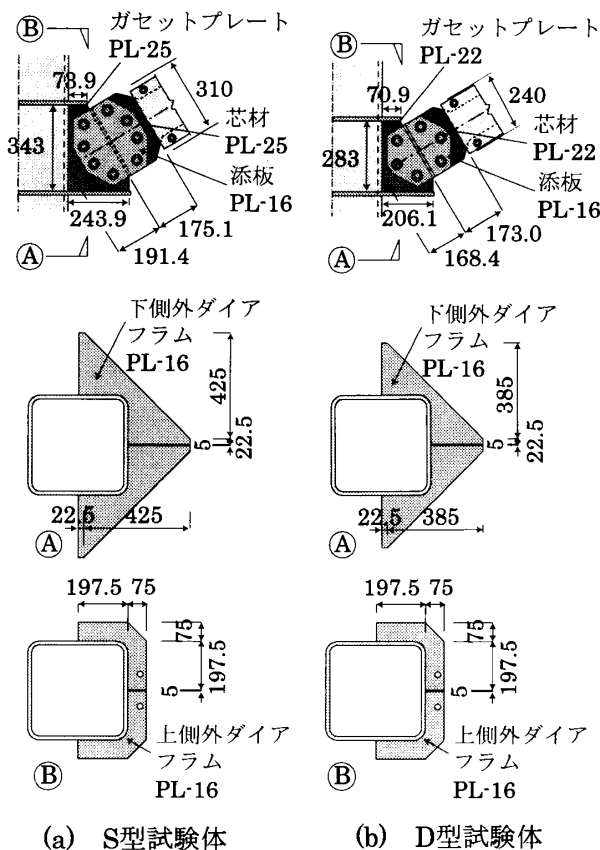 Ⓑ
ガセットプレート
PL-25
73.9
310
芯材
PL-25
343
添板
PL-16
243.9
175.1
Ⓐ
191.4
Ⓑ
ガセットプレート
PL-22
70.9
240
芯材
PL-22
283
添板
PL-16
206.1
173.0
Ⓐ
168.4
下側外ダイア
フラム
PL-16
425
5
22.5
22.5
425
Ⓐ
下側外ダイア
フラム
PL-16
385
5
22.5
22.5
385
Ⓐ
197.5
75
75
197.5
5
上側外ダイア
フラム
PL-16
Ⓑ
197.5
75
75
197.5
5
上側外ダイア
フラム
PL-16
Ⓑ
(a) S型試験体
(b) D型試験体